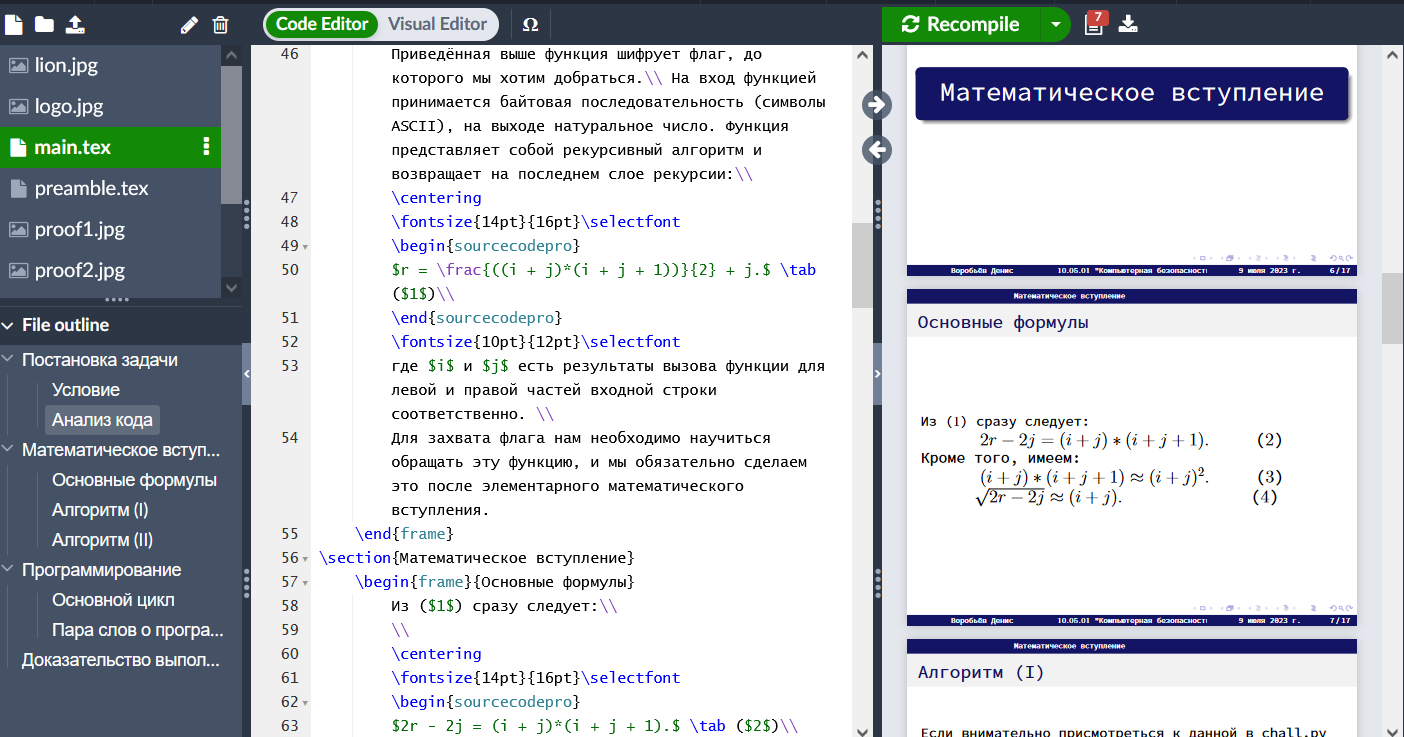 Code Editor Visual Editor Ω
Recompile 7
lion.jpg
logo.jpg
main.tex
preamble.tex
proof1.jpg
proof2.jpg
File outline
Постановка задачи
Условие
Анализ кода
Математическое вступ...
Основные формулы
Алгоритм (I)
Алгоритм (II)
Программирование
Основной цикл
Пара слов о програ...
Доказательство выпол...
46 Приведённая выше функция шифрует флаг, до
которого мы хотим добраться.\\ На вход функцией
принимается байтовая последовательность (символы
ASCII), на выходе натуральное число. Функция
представляет собой рекурсивный алгоритм и
возвращает на последнем слое рекурсии:\\
47 \centering
48 \fontsize{14pt}{16pt}\selectfont
49 \begin{sourcecodepro}
50 $r = \frac{((i + j)*(i + j + 1))}{2} + j.$ \tab
($1$)\\
51 \end{sourcecodepro}
52 \fontsize{10pt}{12pt}\selectfont
53 где $i$ и $j$ есть результаты вызова функции для
левой и правой частей входной строки
соответственно. \\
54 Для захвата флага нам необходимо научиться
обращать эту функцию, и мы обязательно сделаем
это после элементарного математического
вступления.
55 \end{frame}
56 \section{Математическое вступление}
57 \begin{frame}{Основные формулы}
58 Из ($1$) сразу следует:\\
59 \\
60 \centering
61 \fontsize{14pt}{16pt}\selectfont
62 \begin{sourcecodepro}
63 $2r - 2j = (i + j)*(i + j + 1).$ \tab ($2$)\\
Математическое вступление
Воробьёв Денис 10.05.01 "Компьютерная безопасност 9 июля 2023 г. 6/17
Математическое вступление
Основные формулы
Из (1) сразу следует:
2r − 2j = (i + j) ∗ (i + j + 1). (2)
Кроме того, имеем:
(i + j) ∗ (i + j + 1) ≈ (i + j)². (3)
√2r − 2j ≈ (i + j). (4)
Воробьёв Денис 10.05.01 "Компьютерная безопасност 9 июля 2023 г. 7/17
Математическое вступление
Алгоритм (I)
Если внимательно присмотреться к данной в chall.py